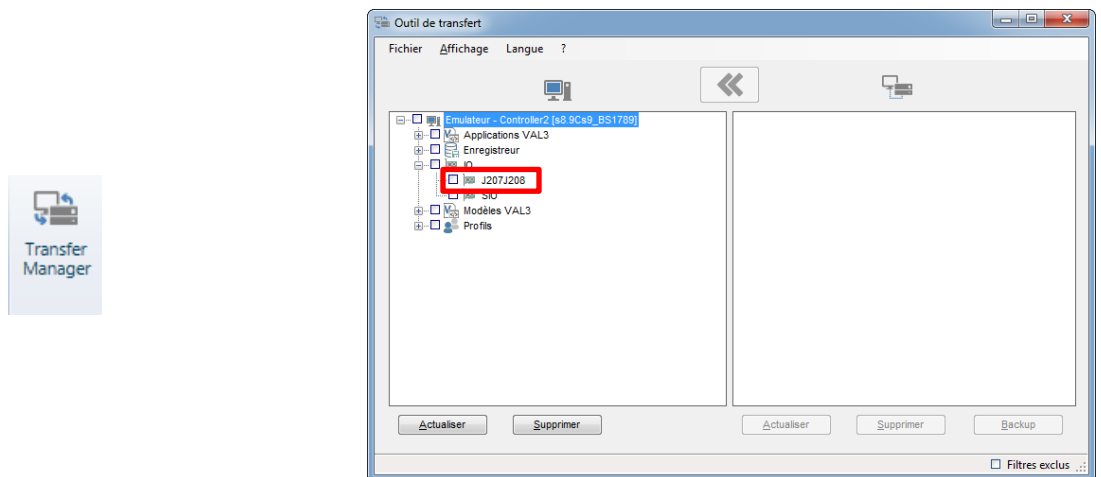 Transfer
Manager
Outil de transfert
Fichier Affichage Langue ?
Emulateur - Controller2 [s8.9Cs9_BS1789]
Applications VAL3
Enregistreur
IO
J207J208
SIO
Modèles VAL3
Profils
Actualiser Supprimer Actualiser Supprimer Backup
Filtres exclus